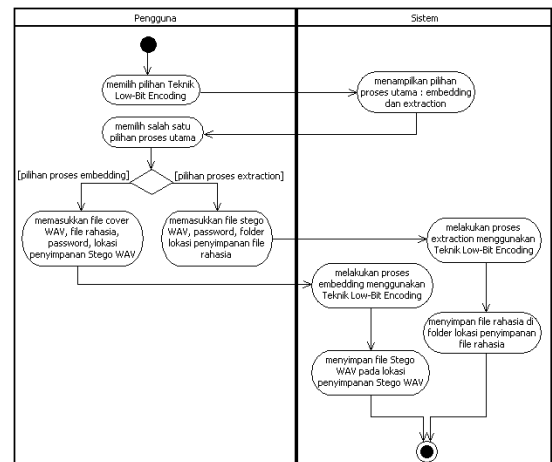 Pengguna
Sistem
memilih pilihan Teknik
Low-Bit Encoding
menampilkan pilihan
proses utama : embedding
dan extraction
memilih salah satu
pilihan proses utama
[pilihan proses embedding]
[pilihan proses extraction]
memasukkan file cover
WAV, file rahasia,
password, lokasi
penyimpanan Stego WAV
memasukkan file stego
WAV, password, folder
lokasi penyimpanan file
rahasia
melakukan proses
extraction menggunakan
Teknik Low-Bit Encoding
melakukan proses
embedding menggunakan
Teknik Low-Bit Encoding
menyimpan file rahasia di
folder lokasi penyimpanan
file rahasia
menyimpan file Stego
WAV pada lokasi
penyimpanan Stego WAV